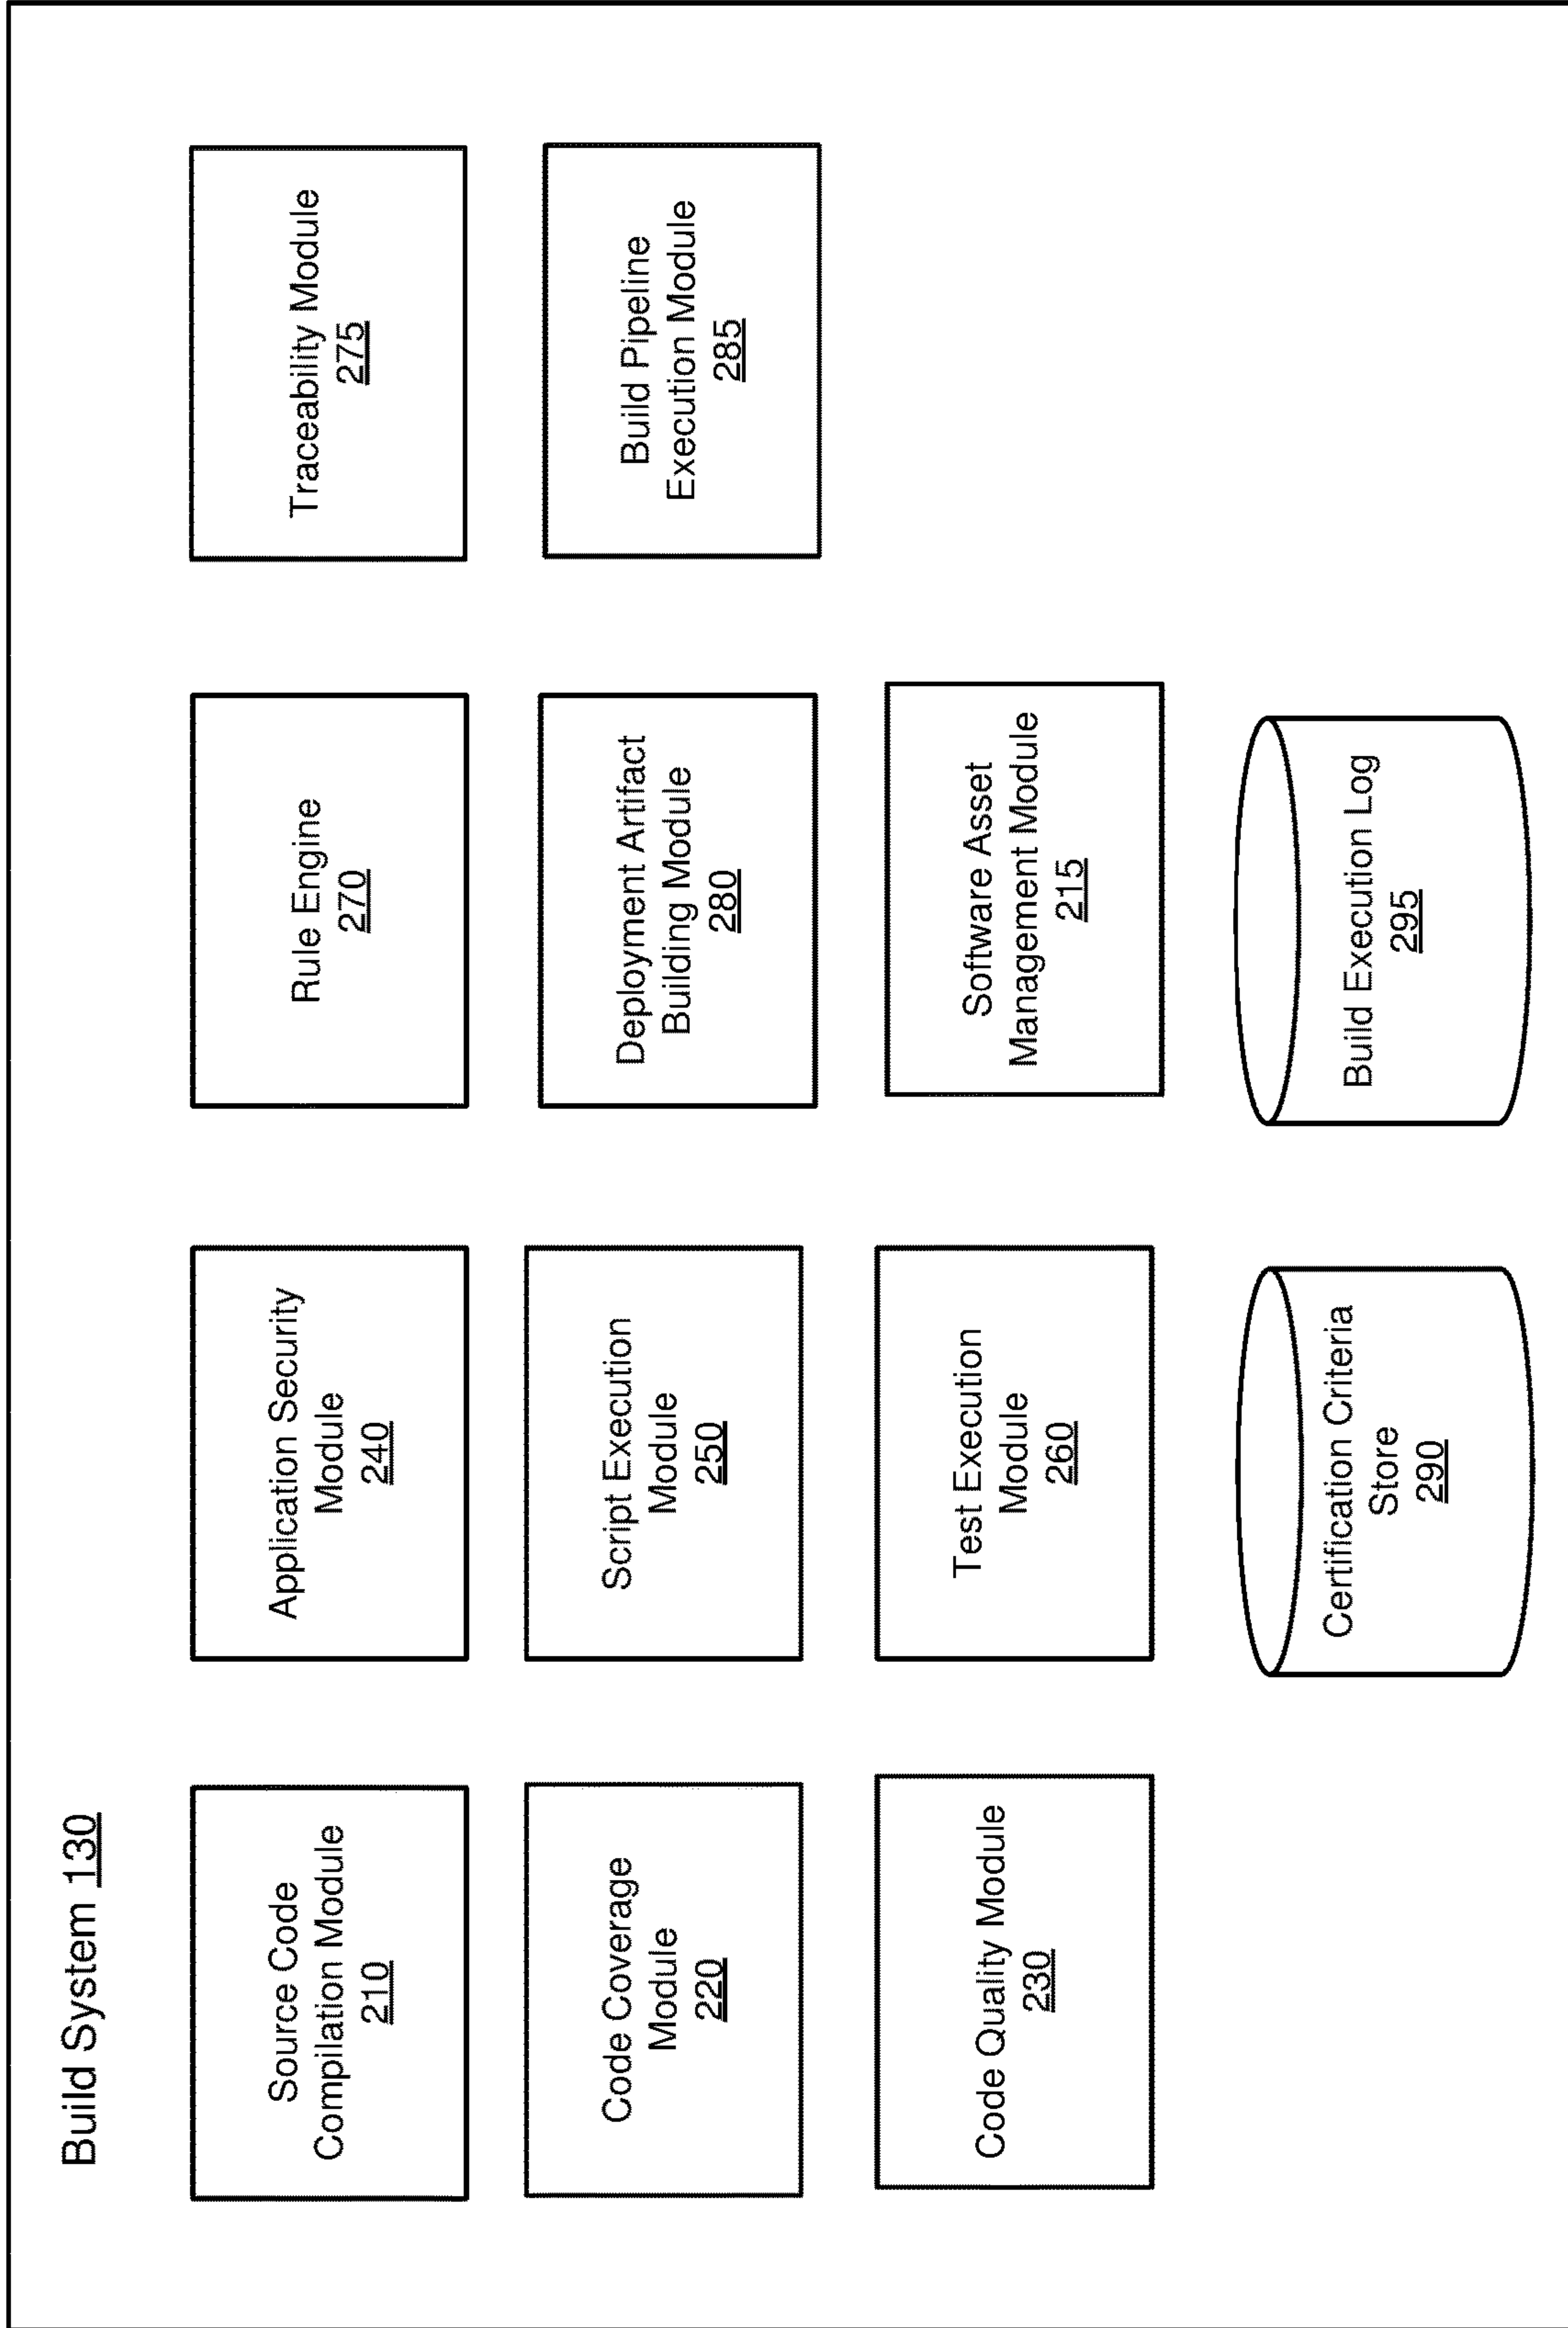 Build System 130
Source Code
Compilation Module
210
Application Security
Module
240
Rule Engine
270
Traceability Module
275
Code Coverage
Module
220
Script Execution
Module
250
Deployment Artifact
Building Module
280
Build Pipeline
Execution Module
285
Code Quality Module
230
Test Execution
Module
260
Software Asset
Management Module
215
Certification Criteria
Store
290
Build Execution Log
295